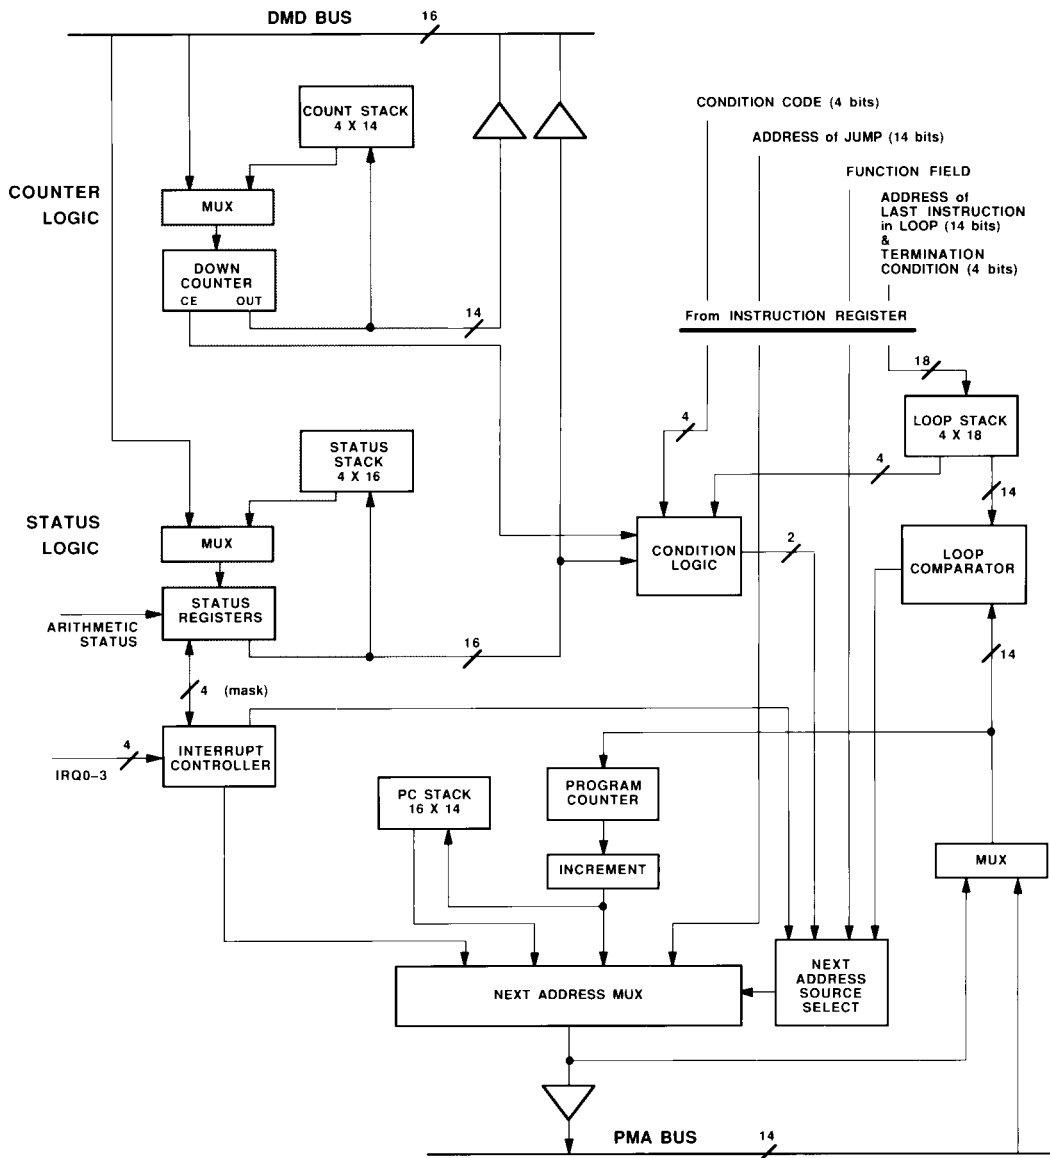 DMD BUS
16
COUNT STACK
4 X 14
CONDITION CODE (4 bits)
ADDRESS of JUMP (14 bits)
FUNCTION FIELD
ADDRESS of
LAST INSTRUCTION
in LOOP (14 bits)
&
TERMINATION
CONDITION (4 bits)
COUNTER
LOGIC
MUX
DOWN
COUNTER
CE OUT
14
From INSTRUCTION REGISTER
18
LOOP STACK
4 X 18
4
4
14
STATUS
STACK
4 X 16
STATUS
LOGIC
MUX
CONDITION
LOGIC
2
LOOP
COMPARATOR
STATUS
REGISTERS
ARITHMETIC
STATUS
16
14
4 (mask)
INTERRUPT
CONTROLLER
4
IRQ0-3
PC STACK
16 X 14
PROGRAM
COUNTER
INCREMENT
MUX
NEXT ADDRESS MUX
NEXT
ADDRESS
SOURCE
SELECT
PMA BUS
14